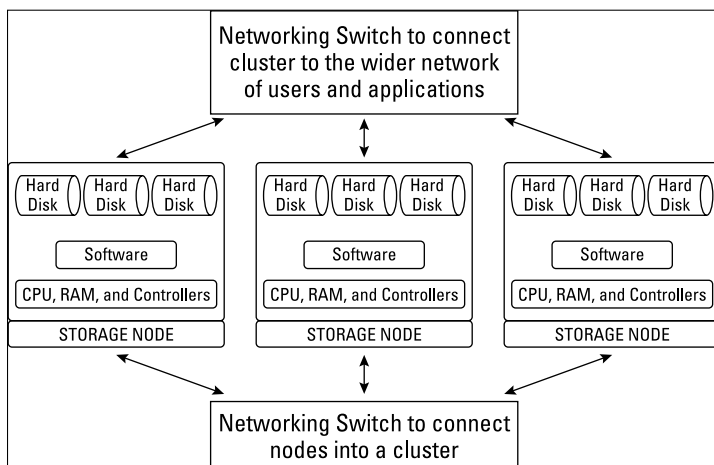 Networking Switch to connect
cluster to the wider network
of users and applications
Hard
Disk
Hard
Disk
Hard
Disk
Software
CPU, RAM, and Controllers
STORAGE NODE
Hard
Disk
Hard
Disk
Hard
Disk
Software
CPU, RAM, and Controllers
STORAGE NODE
Hard
Disk
Hard
Disk
Hard
Disk
Software
CPU, RAM, and Controllers
STORAGE NODE
Networking Switch to connect
nodes into a cluster